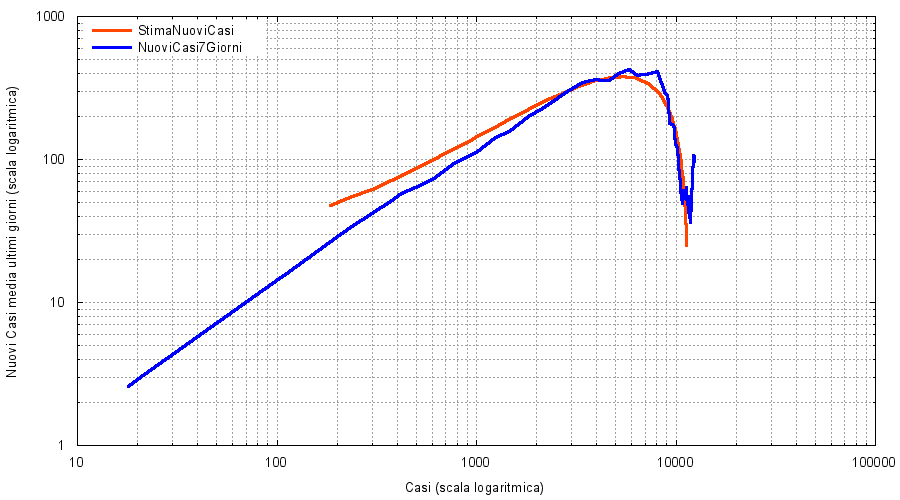 1000
StimaNuoviCasi
NuoviCasi7Giorni
100
10
1
10
100
1000
10000
100000
Nuovi Casi media ultimi giorni (scala logaritmica)
Casi (scala logaritmica)